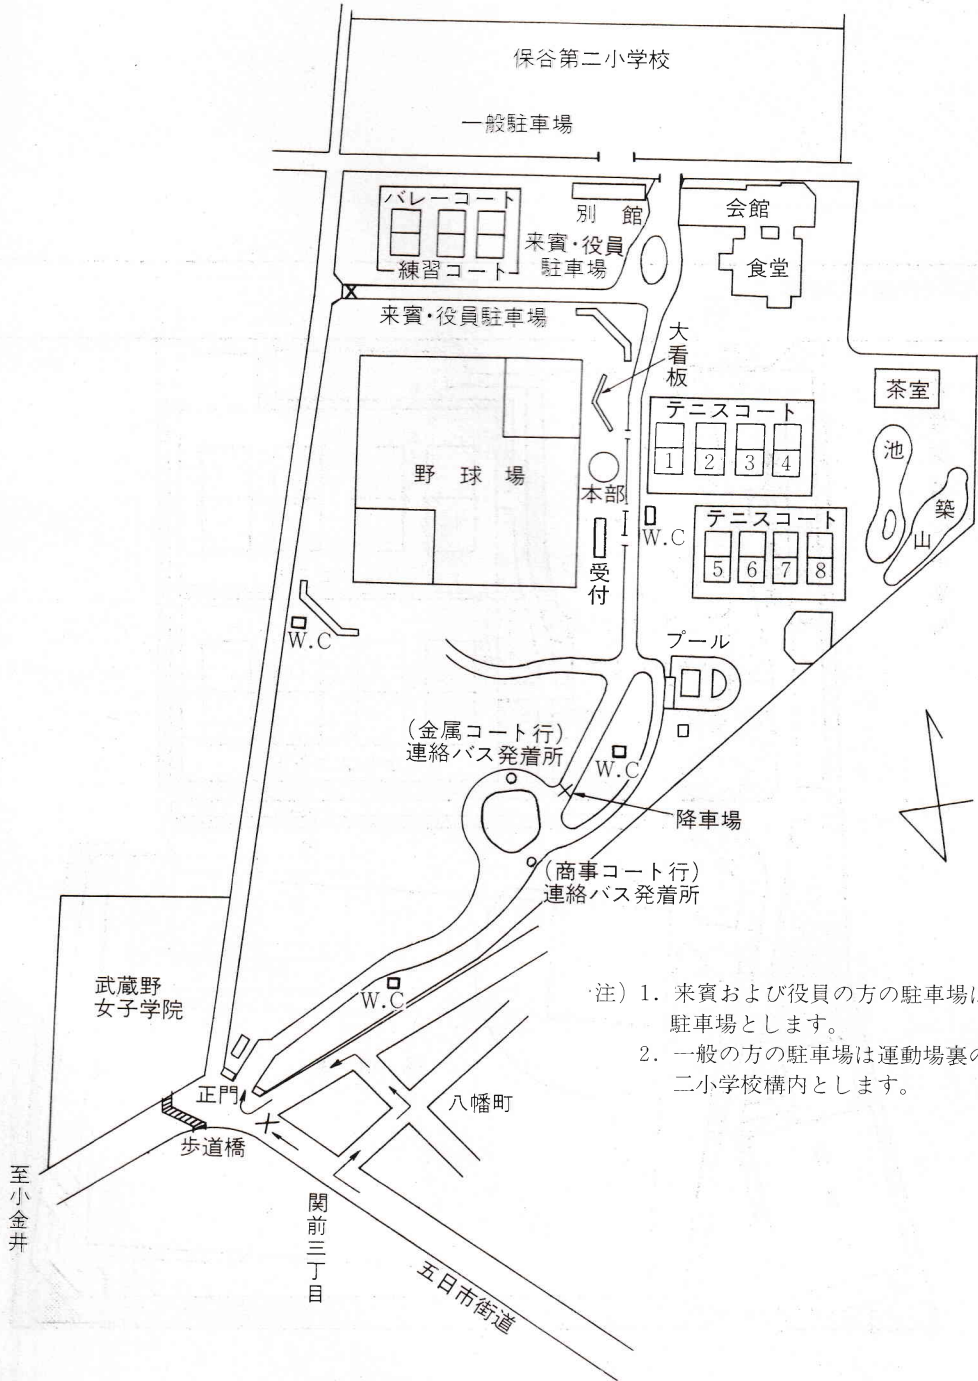 保谷第二小学校
一般駐車場
バレーコート
練習コート
別館
来賓・役員
駐車場
会館
食堂
来賓・役員駐車場
大看板
茶室
テニスコート
1 2 3 4
池
築山
野球場
本部
W.C
テニスコート
5 6 7 8
受付
W.C
プール
(金属コート行)
連絡バス発着所
W.C
降車場
(商事コート行)
連絡バス発着所
武蔵野
女子学院
W.C
注) 1. 来賓および役員の方の駐車場は
駐車場とします。
2. 一般の方の駐車場は運動場裏の
二小学校構内とします。
正門
八幡町
歩道橋
至小金井
関前三丁目
五日市街道